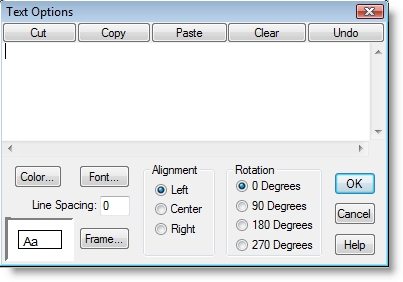 Text Options
Cut Copy Paste Clear Undo
Color... Font...
Line Spacing: 0
Aa Frame...
Alignment
Left
Center
Right
Rotation
0 Degrees
90 Degrees
180 Degrees
270 Degrees
OK
Cancel
Help